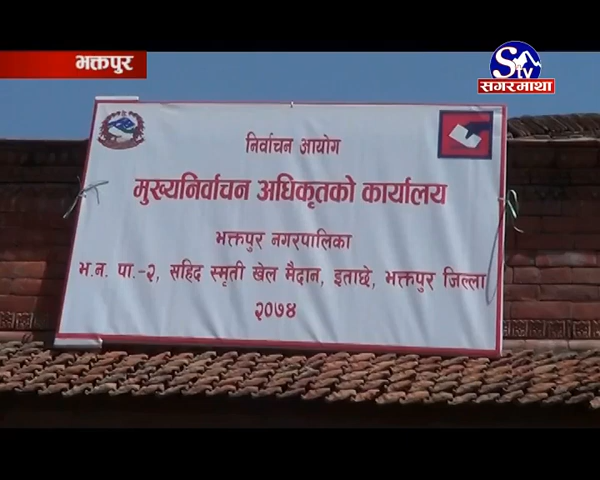 भक्तपुर
S tv
सगरमाथा
निर्वाचन आयोग
मुख्यनिर्वाचन अधिकृतको कार्यालय
भक्तपुर नगरपालिका
भ.न. पा.-२, सहिद स्मृती खेल मैदान, इताछे, भक्तपुर जिल्ला
२०७४